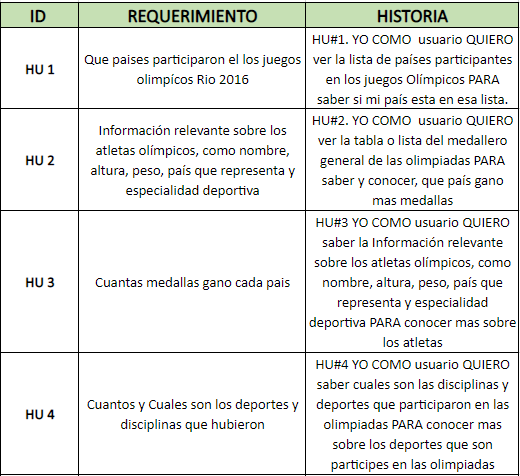 ID REQUERIMIENTO HISTORIA
HU 1
Que paises participaron el los juegos
olimpícos Rio 2016
HU#1. YO COMO usuario QUIERO
ver la lista de países participantes
en los juegos Olímpicos PARA
saber si mi país esta en esa lista.
HU 2
Información relevante sobre los
atletas olímpicos, como nombre,
altura, peso, país que representa y
especialidad deportiva
HU#2. YO COMO usuario QUIERO
ver la tabla o lista del medallero
general de las olimpiadas PARA
saber y conocer, que país gano
mas medallas
HU 3
Cuantas medallas gano cada pais
HU#3 YO COMO usuario QUIERO
saber la Información relevante
sobre los atletas olímpicos, como
nombre, altura, peso, país que
representa y especialidad
deportiva PARA conocer mas sobre
los atletas
HU 4
Cuantos y Cuales son los deportes y
disciplinas que hubieron
HU#4 YO COMO usuario QUIERO
saber cuales son las disciplinas y
deportes que participaron en las
olimpiadas PARA conocer mas
sobre los deportes que son
participes en las olimpiadas